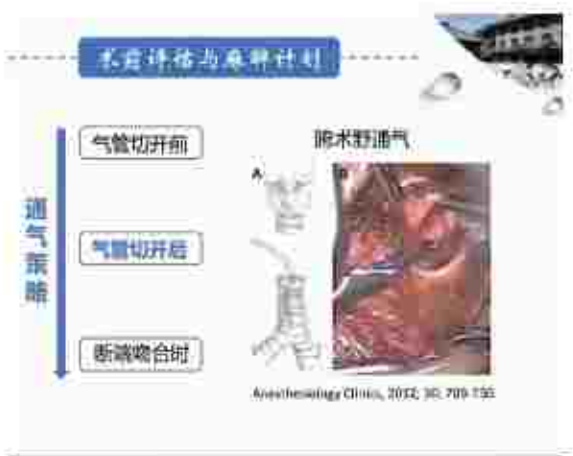 术前评估与麻醉计划
通气策略
气管切开前
气管切开后
断端吻合时
跨术野通气
A
B
Anesthesiology Clinics, 2012; 30; 709-730